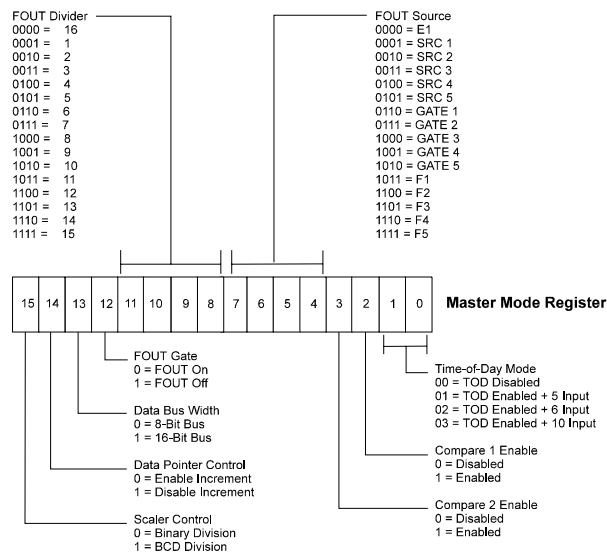 FOUT Divider
0000 = 16
0001 = 1
0010 = 2
0011 = 3
0100 = 4
0101 = 5
0110 = 6
0111 = 7
1000 = 8
1001 = 9
1010 = 10
1011 = 11
1100 = 12
1101 = 13
1110 = 14
1111 = 15
FOUT Source
0000 = E1
0001 = SRC 1
0010 = SRC 2
0011 = SRC 3
0100 = SRC 4
0101 = SRC 5
0110 = GATE 1
0111 = GATE 2
1000 = GATE 3
1001 = GATE 4
1010 = GATE 5
1011 = F1
1100 = F2
1101 = F3
1110 = F4
1111 = F5
15 14 13 12 11 10 9 8 7 6 5 4 3 2 1 0 Master Mode Register
FOUT Gate
0 = FOUT On
1 = FOUT Off
Data Bus Width
0 = 8-Bit Bus
1 = 16-Bit Bus
Data Pointer Control
0 = Enable Increment
1 = Disable Increment
Scaler Control
0 = Binary Division
1 = BCD Division
Time-of-Day Mode
00 = TOD Disabled
01 = TOD Enabled + 5 Input
02 = TOD Enabled + 6 Input
03 = TOD Enabled + 10 Input
Compare 1 Enable
0 = Disabled
1 = Enabled
Compare 2 Enable
0 = Disabled
1 = Enabled